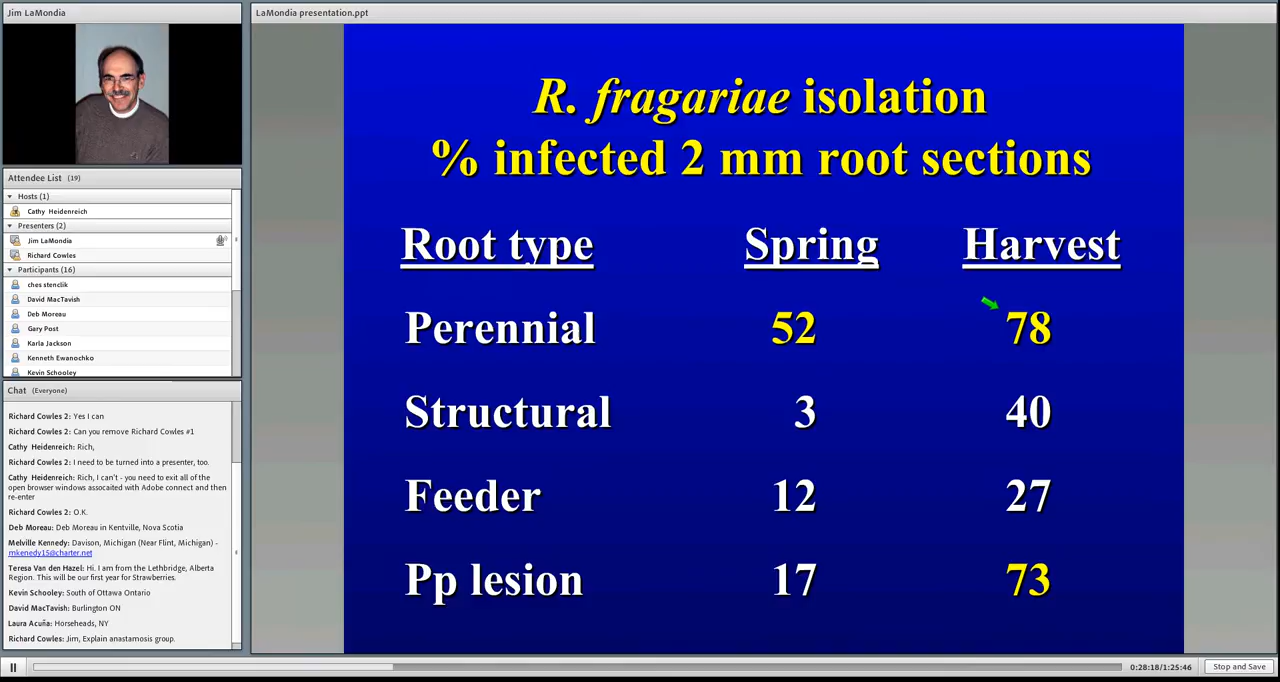 Jim LaMondia
LaMondia presentation.ppt
Attendee List (19)
Hosts (1)
Cathy Heidenreich
Presenters (2)
Jim LaMondia
Richard Cowles
Participants (16)
ches stenclik
David MacTavish
Deb Moreau
Gary Post
Karla Jackson
Kenneth Ewanochko
Kevin Schooley
Chat (Everyone)
Richard Cowles 2: Yes I can
Richard Cowles 2: Can you remove Richard Cowles #1
Cathy Heidenreich: Rich,
Richard Cowles 2: I need to be turned into a presenter, too.
Cathy Heidenreich: Rich, I can't - you need to exit all of the
open browser windows assocaited with Adobe connect and then
re-enter
Richard Cowles 2: O.K.
Deb Moreau: Deb Moreau in Kentville, Nova Scotia
Melville Kennedy: Davison, Michigan (Near Flint, Michigan) -
mkenedy15@charter.net
Teresa Van den Hazel: Hi. I am from the Lethbridge, Alberta
Region. This will be our first year for Strawberries.
Kevin Schooley: South of Ottawa Ontario
David MacTavish: Burlington ON
Laura Acuña: Horseheads, NY
Richard Cowles: Jim, Explain anastamosis group.
R. fragariae isolation
% infected 2 mm root sections
Root type Spring Harvest
Perennial 52 78
Structural 3 40
Feeder 12 27
Pp lesion 17 73
0:28:18/1:25:46
Stop and Save